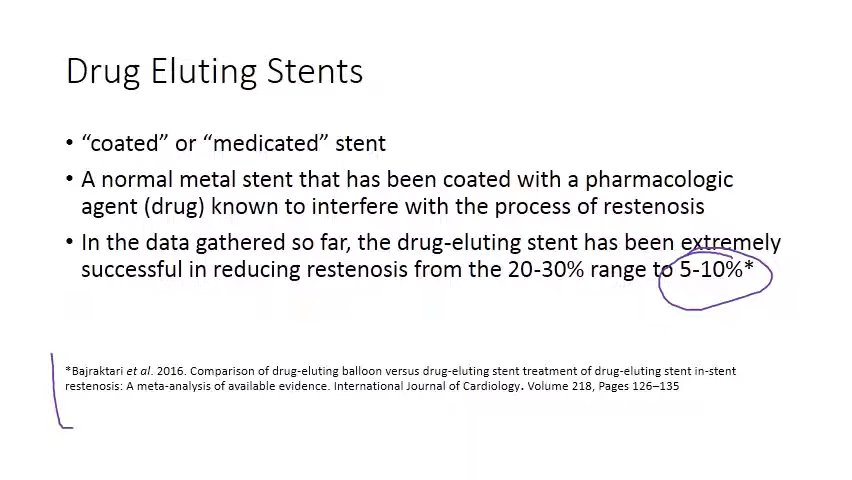 Drug Eluting Stents
• “coated” or “medicated” stent
• A normal metal stent that has been coated with a pharmacologic
agent (drug) known to interfere with the process of restenosis
• In the data gathered so far, the drug-eluting stent has been extremely
successful in reducing restenosis from the 20-30% range to 5-10%*
*Bajraktari et al. 2016. Comparison of drug-eluting balloon versus drug-eluting stent treatment of drug-eluting stent in-stent
restenosis: A meta-analysis of available evidence. International Journal of Cardiology. Volume 218, Pages 126–135